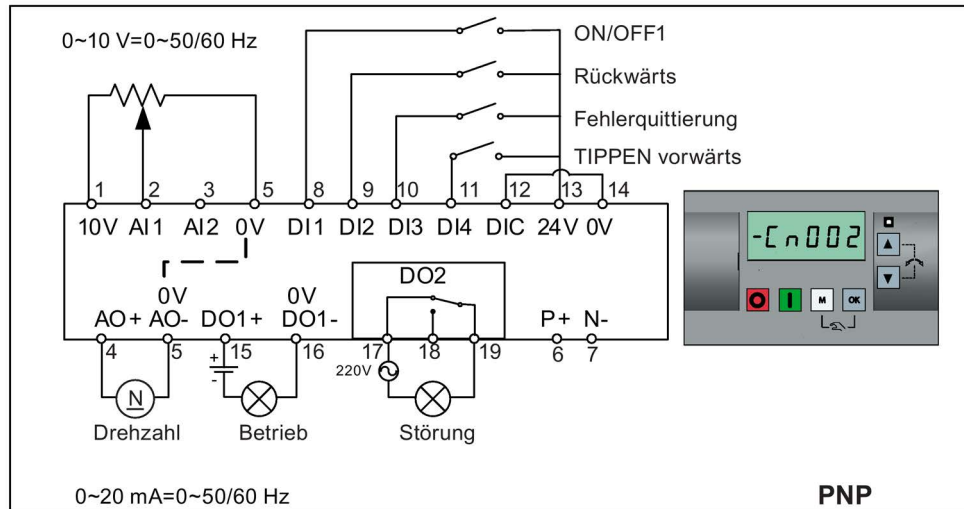 0~10 V=0~50/60 Hz
ON/OFF1
Rückwärts
Fehlerquittierung
TIPPEN vorwärts
1 2 3 5 8 9 10 11 12 13 14
10V AI1 AI2 0V DI1 DI2 DI3 DI4 DIC 24V 0V
-Cn002
DO2
0V 0V
AO+ AO- DO1+ DO1- P+ N-
4 5 15 16 17 18 19 6 7
M OK
+
-
220V
N
Drehzahl Betrieb Störung
0~20 mA=0~50/60 Hz
PNP